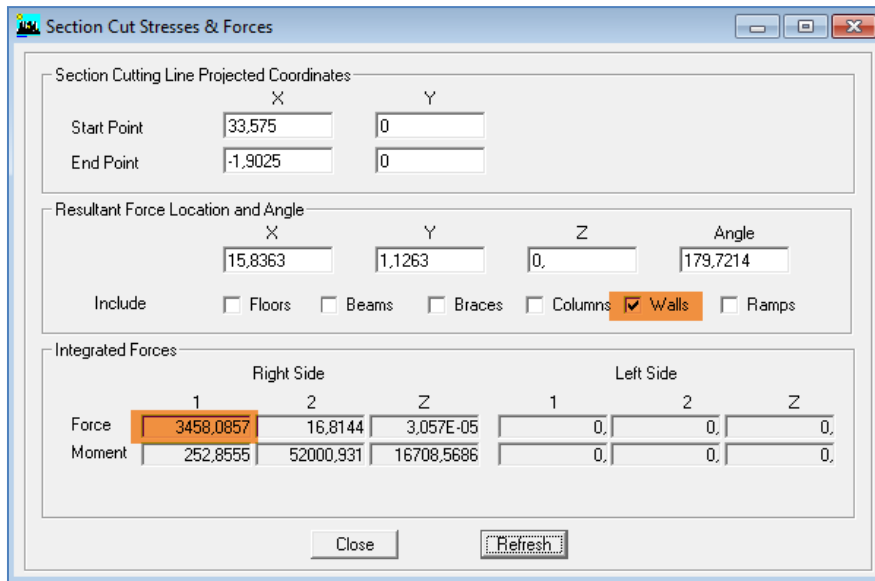 Section Cut Stresses & Forces
Section Cutting Line Projected Coordinates
X Y
Start Point 33,575 0
End Point -1,9025 0
Resultant Force Location and Angle
X Y Z Angle
15,8363 1,1263 0, 179,7214
Include Floors Beams Braces Columns Walls Ramps
Integrated Forces
Right Side Left Side
1 2 Z 1 2 Z
Force 3458,0857 16,8144 3,057E-05 0, 0, 0,
Moment 252,8555 52000,931 16708,5686 0, 0, 0,
Close Refresh